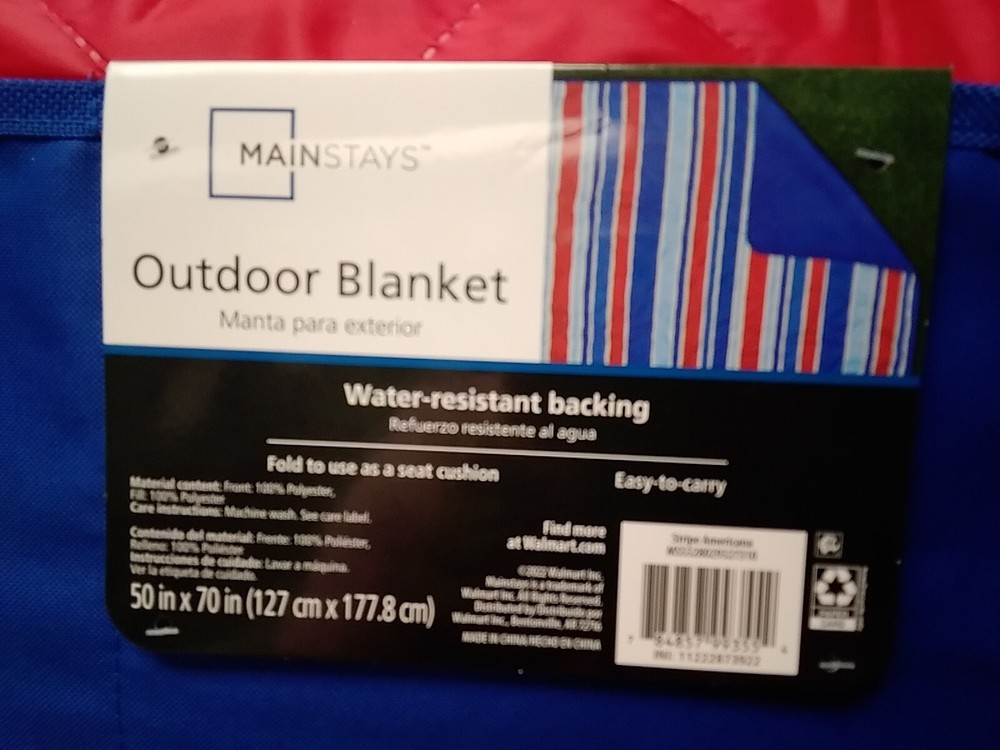 MAINSTAYS™
Outdoor Blanket
Manta para exterior
Water-resistant backing
Refuerzo resistente al agua
Fold to use as a seat cushion
Easy-to-carry
Material content: Front: 100% Polyester,
Fill: 100% Polyester
Care instructions: Machine wash. See care label.
Contenido del material: Frente: 100% Poliéster,
Relleno: 100% Poliéster
Instrucciones de cuidado: Lavar a máquina.
Ver la etiqueta de cuidado.
50 in x 70 in (127 cm x 177.8 cm)
Find more
at Walmart.com
©2022 Walmart Inc.
Mainstays is a trademark of
Walmart Inc. All Rights Reserved.
Distributed by/Distribuido por:
Walmart Inc., Bentonville, AR 72716
MADE IN CHINA/HECHO EN CHINA
Stripe Americana